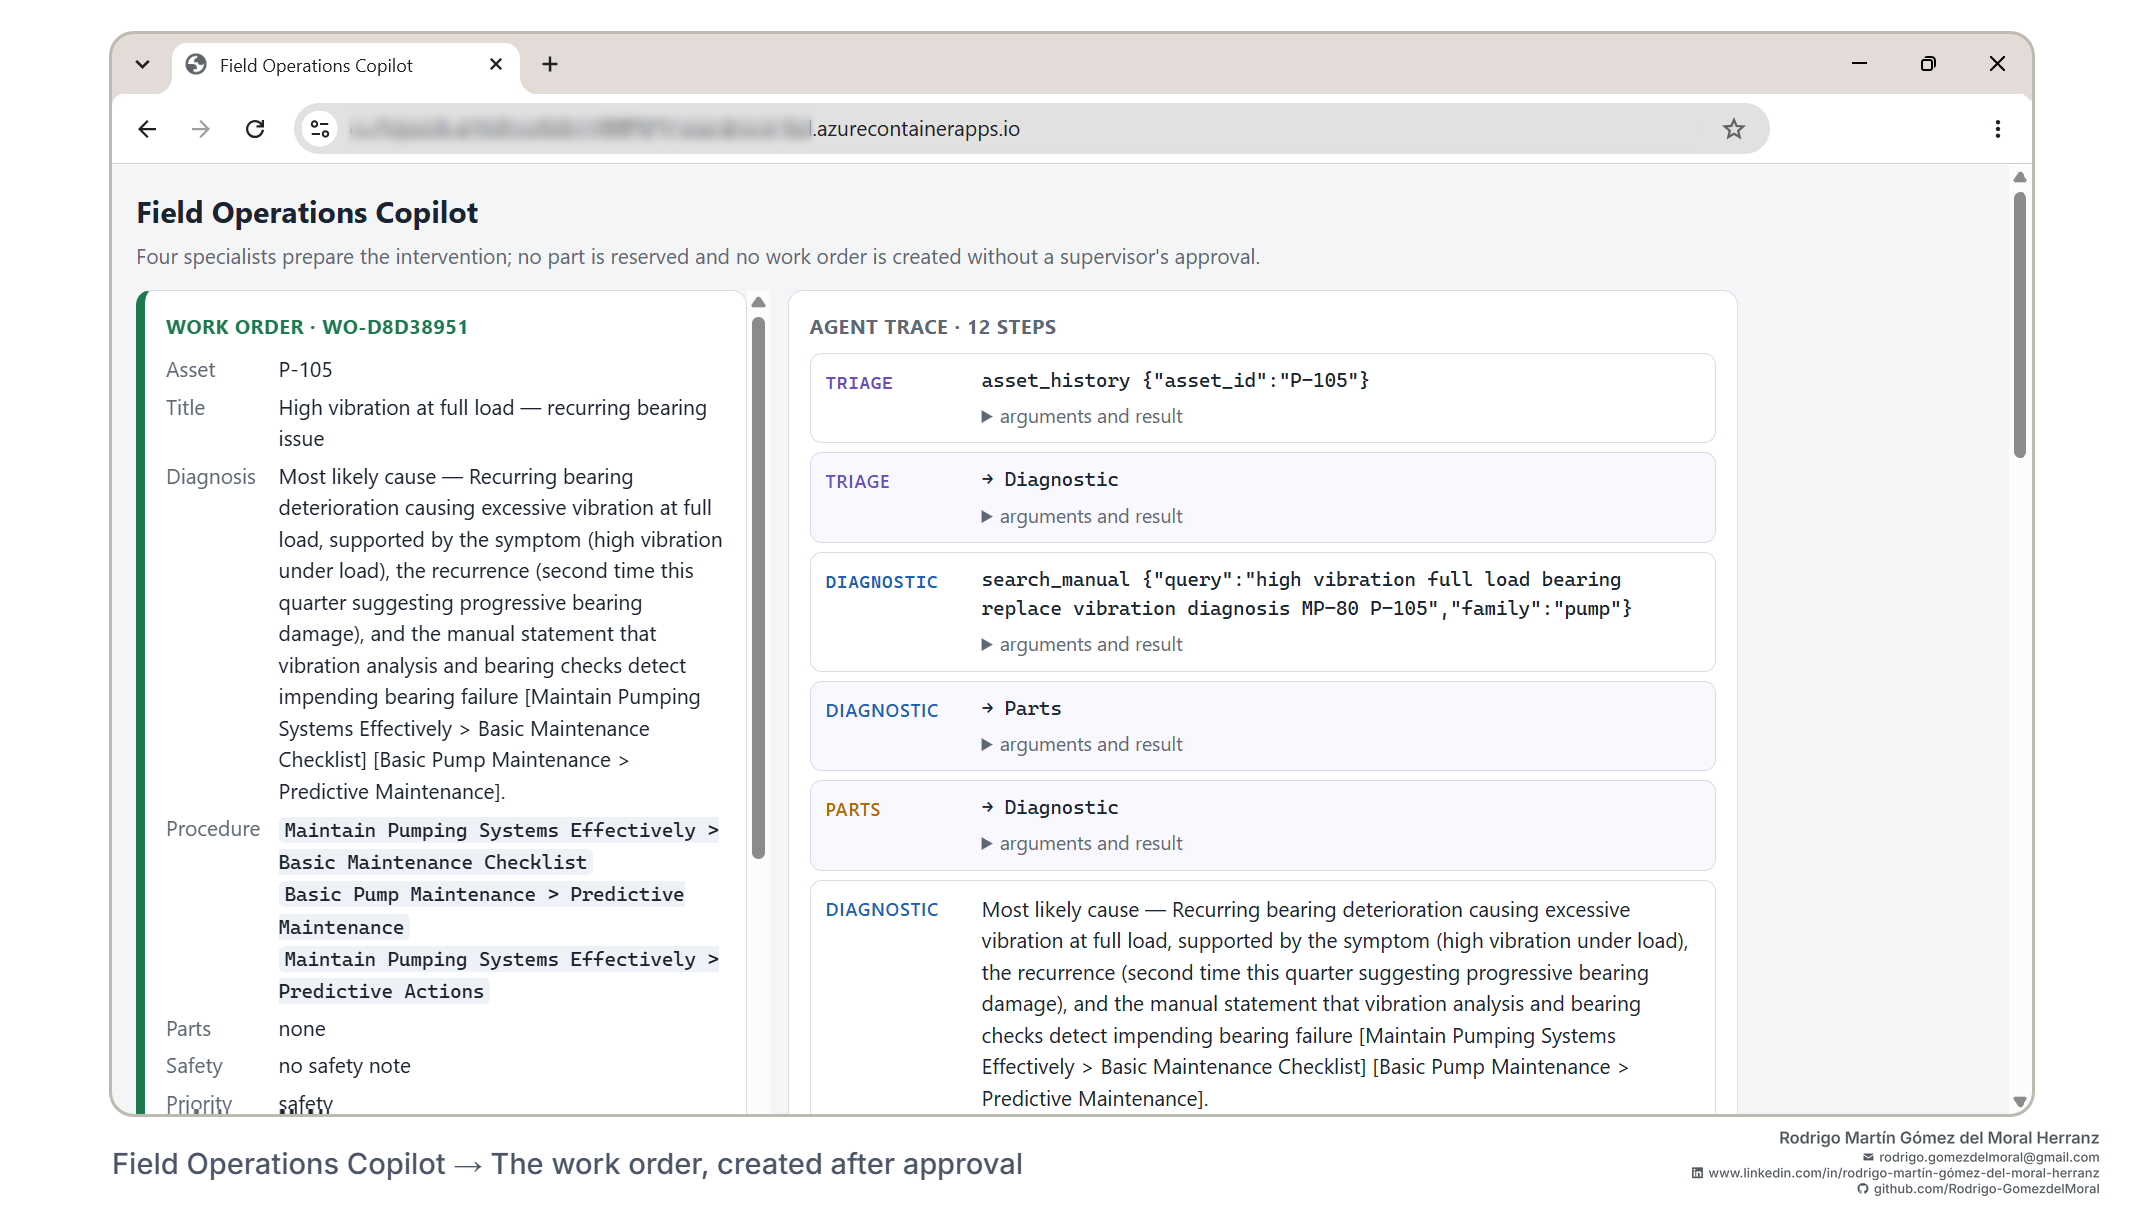 Field Operations Copilot
.azurecontainerapps.io
Field Operations Copilot
Four specialists prepare the intervention; no part is reserved and no work order is created without a supervisor's approval.
WORK ORDER · WO-D8D38951
Asset P-105
Title High vibration at full load — recurring bearing
issue
Diagnosis Most likely cause — Recurring bearing
deterioration causing excessive vibration at full
load, supported by the symptom (high vibration
under load), the recurrence (second time this
quarter suggesting progressive bearing
damage), and the manual statement that
vibration analysis and bearing checks detect
impending bearing failure [Maintain Pumping
Systems Effectively > Basic Maintenance
Checklist] [Basic Pump Maintenance >
Predictive Maintenance].
Procedure Maintain Pumping Systems Effectively >
Basic Maintenance Checklist
Basic Pump Maintenance > Predictive
Maintenance
Maintain Pumping Systems Effectively >
Predictive Actions
Parts none
Safety no safety note
Priority safety
AGENT TRACE · 12 STEPS
TRIAGE asset_history {"asset_id":"P-105"}
▶ arguments and result
TRIAGE → Diagnostic
▶ arguments and result
DIAGNOSTIC search_manual {"query":"high vibration full load bearing
replace vibration diagnosis MP-80 P-105","family":"pump"}
▶ arguments and result
DIAGNOSTIC → Parts
▶ arguments and result
PARTS → Diagnostic
▶ arguments and result
DIAGNOSTIC Most likely cause — Recurring bearing deterioration causing excessive
vibration at full load, supported by the symptom (high vibration under load),
the recurrence (second time this quarter suggesting progressive bearing
damage), and the manual statement that vibration analysis and bearing
checks detect impending bearing failure [Maintain Pumping Systems
Effectively > Basic Maintenance Checklist] [Basic Pump Maintenance >
Predictive Maintenance].
Field Operations Copilot → The work order, created after approval
Rodrigo Martín Gómez del Moral Herranz
rodrigo.gomezdelmoral@gmail.com
www.linkedin.com/in/rodrigo-martín-gómez-del-moral-herranz
github.com/Rodrigo-GomezdelMoral